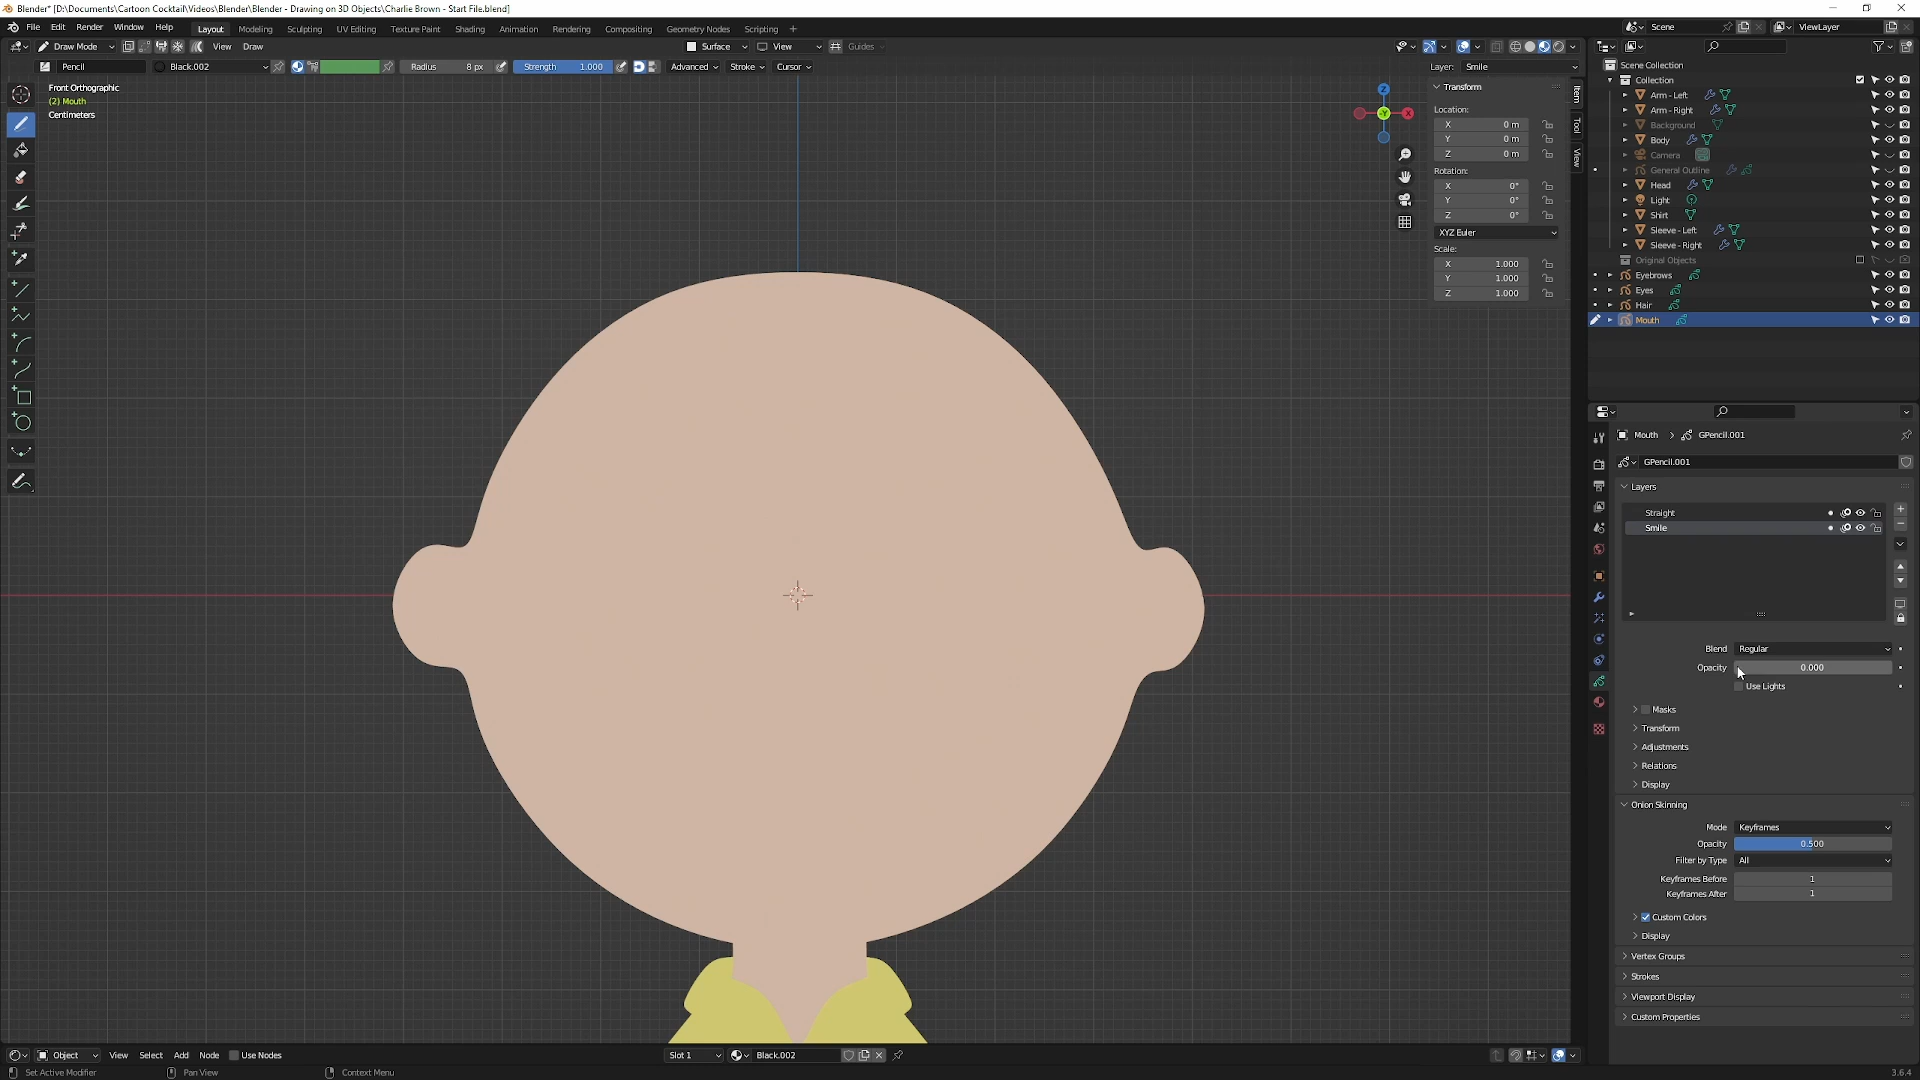 Blender* [D:\Documents\Cartoon Cocktail\Videos\Blender\Blender - Drawing on 3D Objects\Charlie Brown - Start File.blend]
File Edit Render Window Help Layout Modeling Sculpting UV Editing Texture Paint Shading Animation Rendering Compositing Geometry Nodes Scripting + Scene ViewLayer
Draw Mode View Draw Surface View Guides
Pencil Black.002 Radius 8 px Strength 1.000 Advanced Stroke Cursor Layer: Smile
Front Orthographic
(2) Mouth
Centimeters
Z
X
-Y
Transform
Location:
X 0 m
Y 0 m
Z 0 m
Rotation:
X 0°
Y 0°
Z 0°
XYZ Euler
Scale:
X 1.000
Y 1.000
Z 1.000
Item
Tool
View
Scene Collection
Collection
Arm - Left
Arm - Right
Background
Body
Camera
General Outline
Head
Light
Shirt
Sleeve - Left
Sleeve - Right
Original Objects
Eyebrows
Eyes
Hair
Mouth
Mouth > GPencil.001
GPencil.001
Layers
Straight
Smile
Blend Regular
Opacity 0.000
Use Lights
Masks
Transform
Adjustments
Relations
Display
Onion Skinning
Mode Keyframes
Opacity 0.500
Filter by Type All
Keyframes Before 1
Keyframes After 1
Custom Colors
Display
Vertex Groups
Strokes
Viewport Display
Custom Properties
Object View Select Add Node Use Nodes Slot 1 Black.002
Set Active Modifier Pan View Context Menu 3.6.4